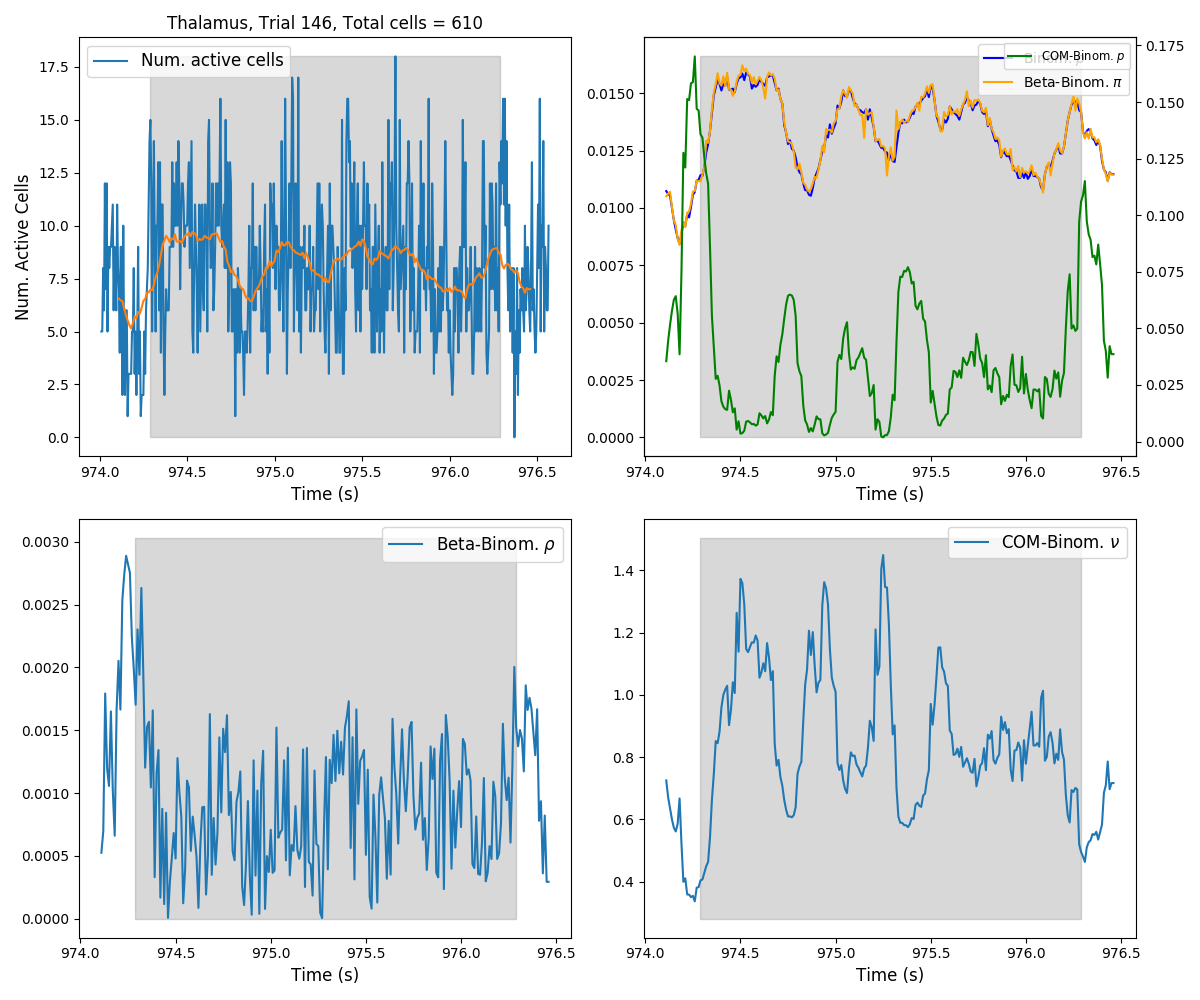 Thalamus, Trial 146, Total cells = 610
Num. active cells
Num. Active Cells
17.5
15.0
12.5
10.0
7.5
5.0
2.5
0.0
974.0 974.5 975.0 975.5 976.0 976.5
Time (s)
COM-Binom. p
Binom. p
Beta-Binom. π
0.0150
0.0125
0.0100
0.0075
0.0050
0.0025
0.0000
0.175
0.150
0.125
0.100
0.075
0.050
0.025
0.000
974.0 974.5 975.0 975.5 976.0 976.5
Time (s)
Beta-Binom. ρ
0.0030
0.0025
0.0020
0.0015
0.0010
0.0005
0.0000
974.0 974.5 975.0 975.5 976.0 976.5
Time (s)
COM-Binom. ν
1.4
1.2
1.0
0.8
0.6
0.4
974.0 974.5 975.0 975.5 976.0 976.5
Time (s)